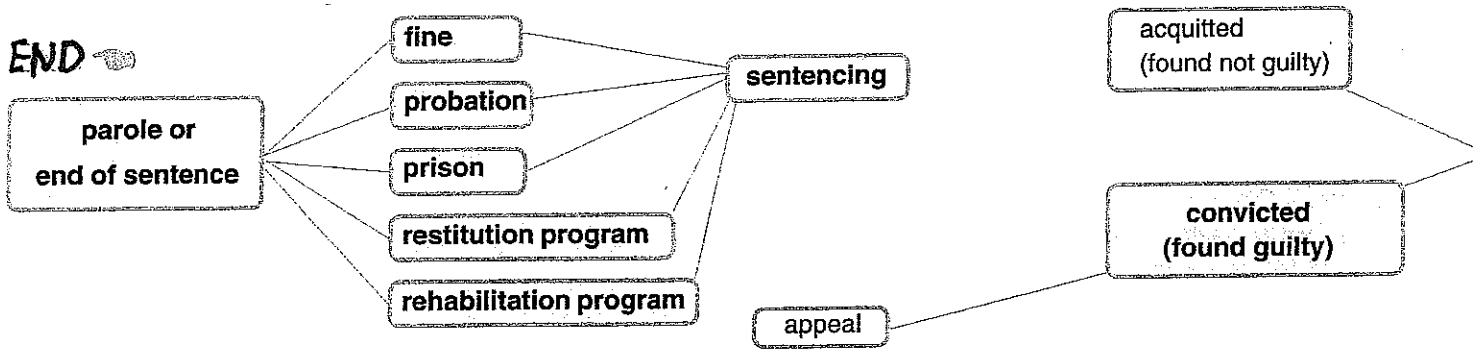 END
parole or
end of sentence
fine
probation
prison
restitution program
rehabilitation program
sentencing
appeal
acquitted
(found not guilty)
convicted
(found guilty)